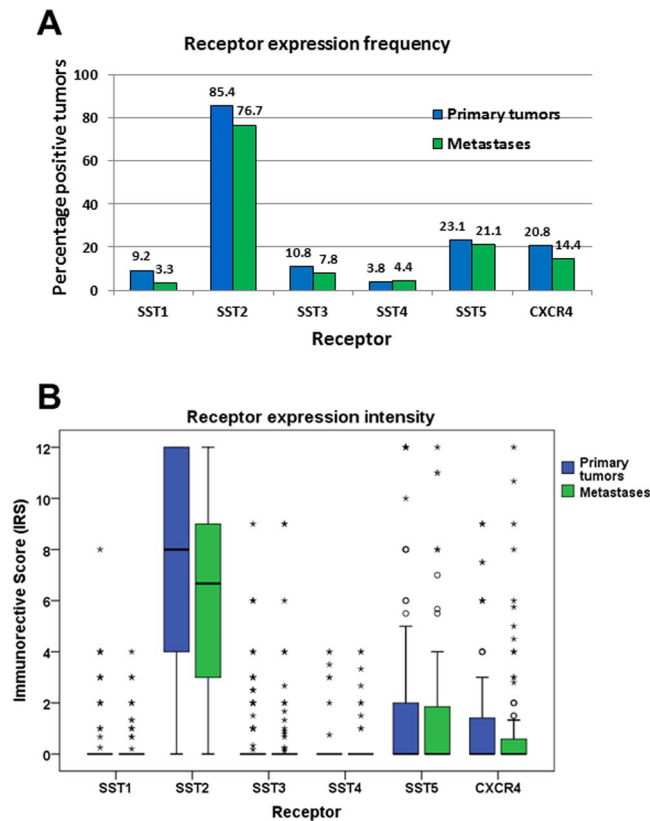 A
Receptor expression frequency
Percentage positive tumors
100
80
60
40
20
0
9.2
3.3
85.4
76.7
10.8
7.8
3.8
4.4
23.1
21.1
20.8
14.4
Primary tumors
Metastases
SST1 SST2 SST3 SST4 SST5 CXCR4
Receptor
B
Receptor expression intensity
Immunorective Score (IRS)
12
10
8
6
4
2
0
Primary
tumors
Metastases
SST1 SST2 SST3 SST4 SST5 CXCR4
Receptor